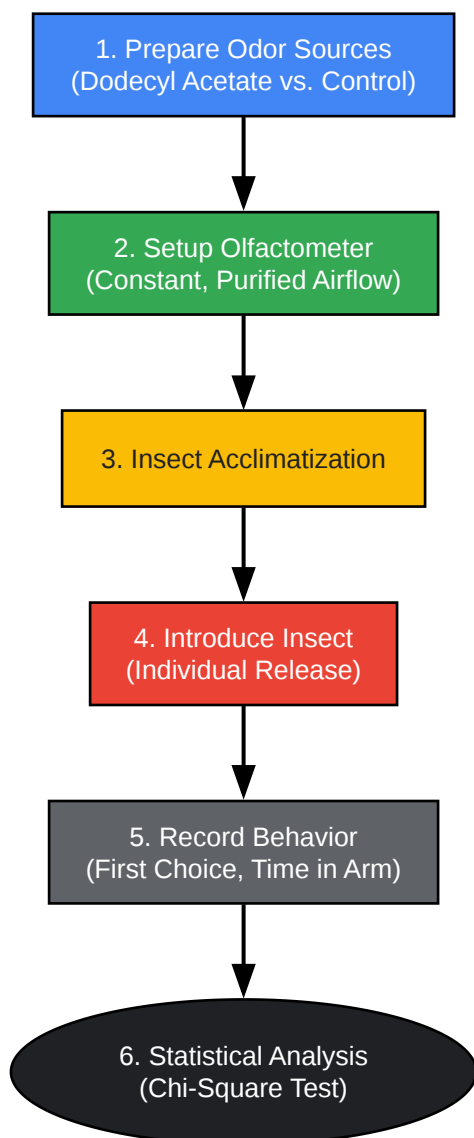 1. Prepare Odor Sources
(Dodecyl Acetate vs. Control)
2. Setup Olfactometer
(Constant, Purified Airflow)
3. Insect Acclimatization
4. Introduce Insect
(Individual Release)
5. Record Behavior
(First Choice, Time in Arm)
6. Statistical Analysis
(Chi-Square Test)